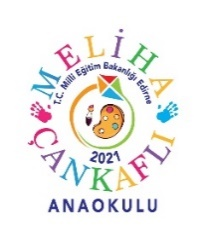 MELİHA
T.C. Milli Eğitim Bakanlığı Edirne
2021
ÇANKAFLI
ANAOKULU